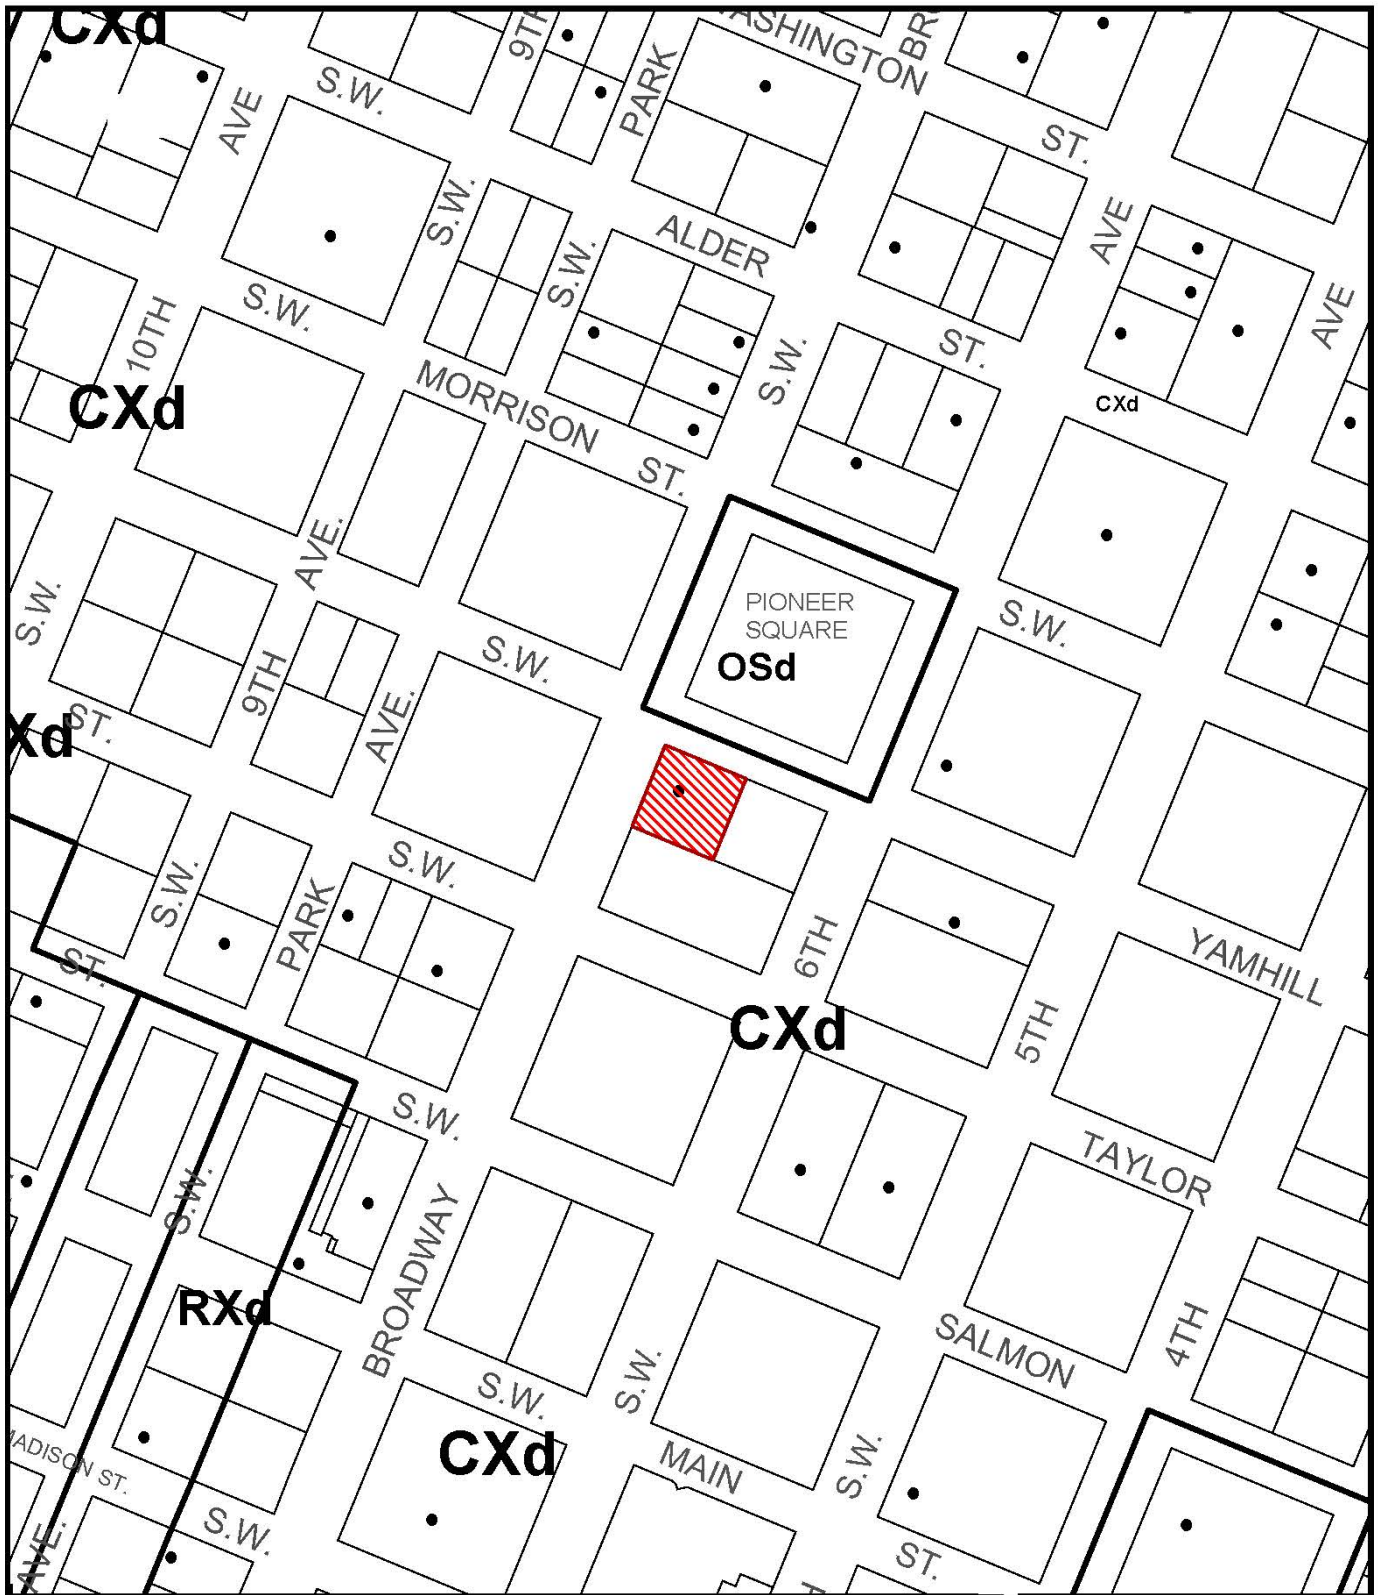 CXd
9TH
WASHINGTON
S.W.
PARK
AVE
ST.
S.W.
ALDER
AVE
S.W.
S.W.
10TH
ST.
AVE
S.W.
MORRISON
CXd
CXd
ST.
AVE.
S.W.
PIONEER
SQUARE
S.W.
S.W.
OSd
9TH
AVE.
ST.
Xd
S.W.
S.W.
PARK
6TH
YAMHILL
ST.
CXd
5TH
S.W.
TAYLOR
S.W.
BROADWAY
RXd
SALMON
4TH
S.W.
S.W.
CXd
MAIN
S.W.
MADISON ST.
S.W.
AVE.
ST.